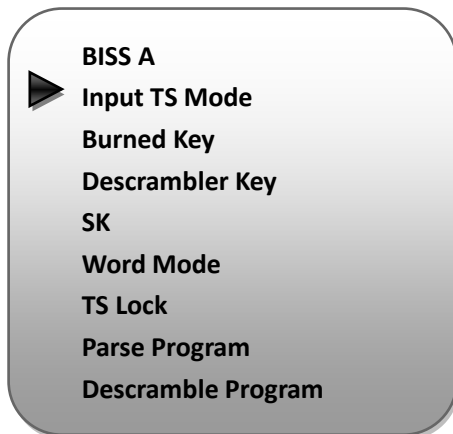 BISS A
Input TS Mode
Burned Key
Descrambler Key
SK
Word Mode
TS Lock
Parse Program
Descramble Program